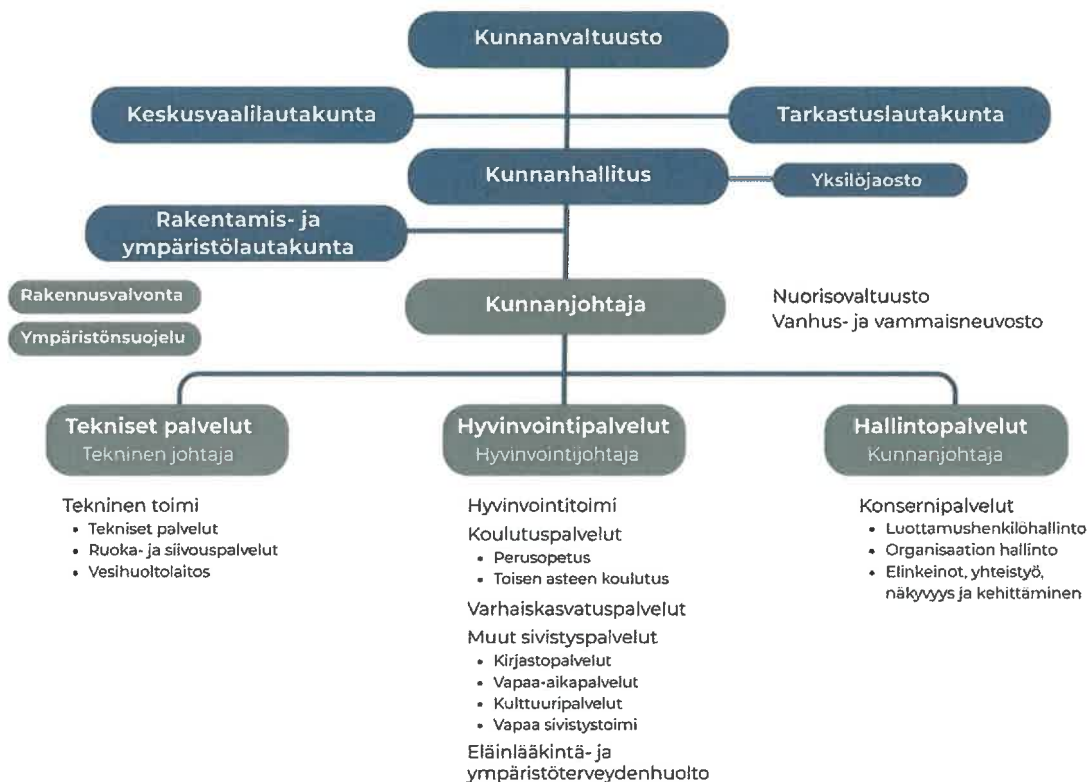 Kunnanvaltuusto
Keskusvaalilautakunta
Tarkastuslautakunta
Kunnanhallitus
Yksilöjaosto
Rakentamis- ja
ympäristölautakunta
Rakennusvalvonta
Ympäristönsuojelu
Kunnanjohtaja
Nuorisovaltuusto
Vanhus- ja vammaisneuvosto
Tekniset palvelut
Tekninen johtaja
Tekninen toimi
• Tekniset palvelut
• Ruoka- ja siivouspalvelut
• Vesihuoltolaitos
Hyvinvointipalvelut
Hyvinvointijohtaja
Hyvinvointitoimi
Koulutuspalvelut
• Perusopetus
• Toisen asteen koulutus
Varhaiskasvatuspalvelut
Muut sivistyspalvelut
• Kirjastopalvelut
• Vapaa-aikapalvelut
• Kulttuuripalvelut
• Vapaa sivistystoimi
Eläinlääkintä- ja
ympäristöterveydenhuolto
Hallintopalvelut
Kunnanjohtaja
Konsernipalvelut
• Luottamushenkilöhallinto
• Organisaation hallinto
• Elinkeinot, yhteistyö,
näkyvyys ja kehittäminen